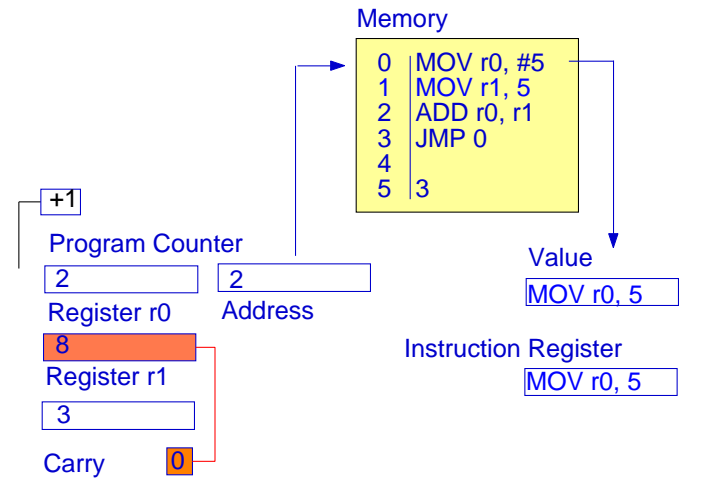 Memory
0 MOV r0, #5
1 MOV r1, 5
2 ADD r0, r1
3 JMP 0
4
5 3
+1
Program Counter
2
2
Address
Register r0
8
Register r1
3
Carry 0
Value
MOV r0, 5
Instruction Register
MOV r0, 5